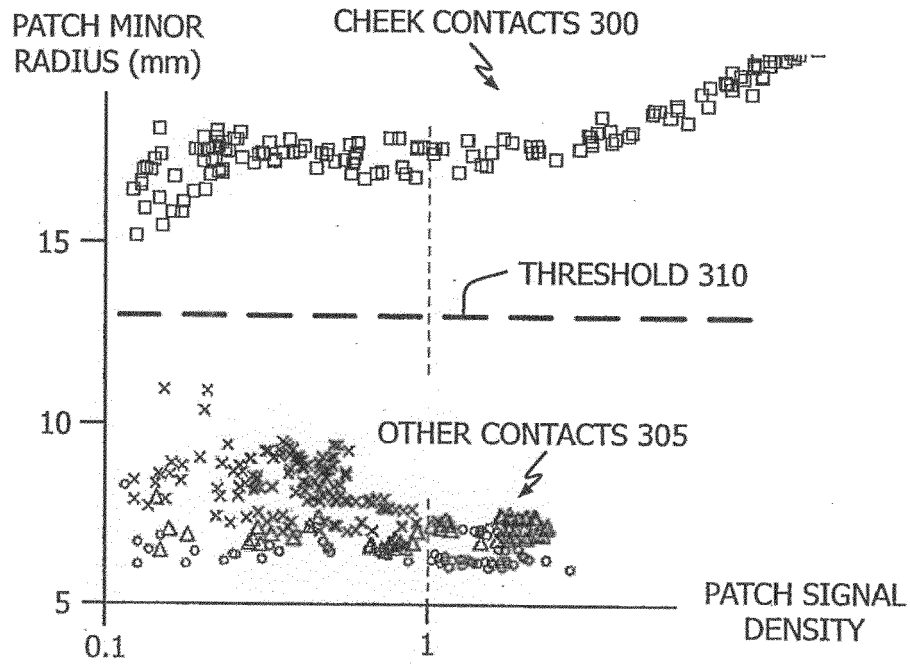 PATCH MINOR
RADIUS (mm)
CHEEK CONTACTS 300
15
THRESHOLD 310
10
OTHER CONTACTS 305
5
0.1
1
PATCH SIGNAL
DENSITY